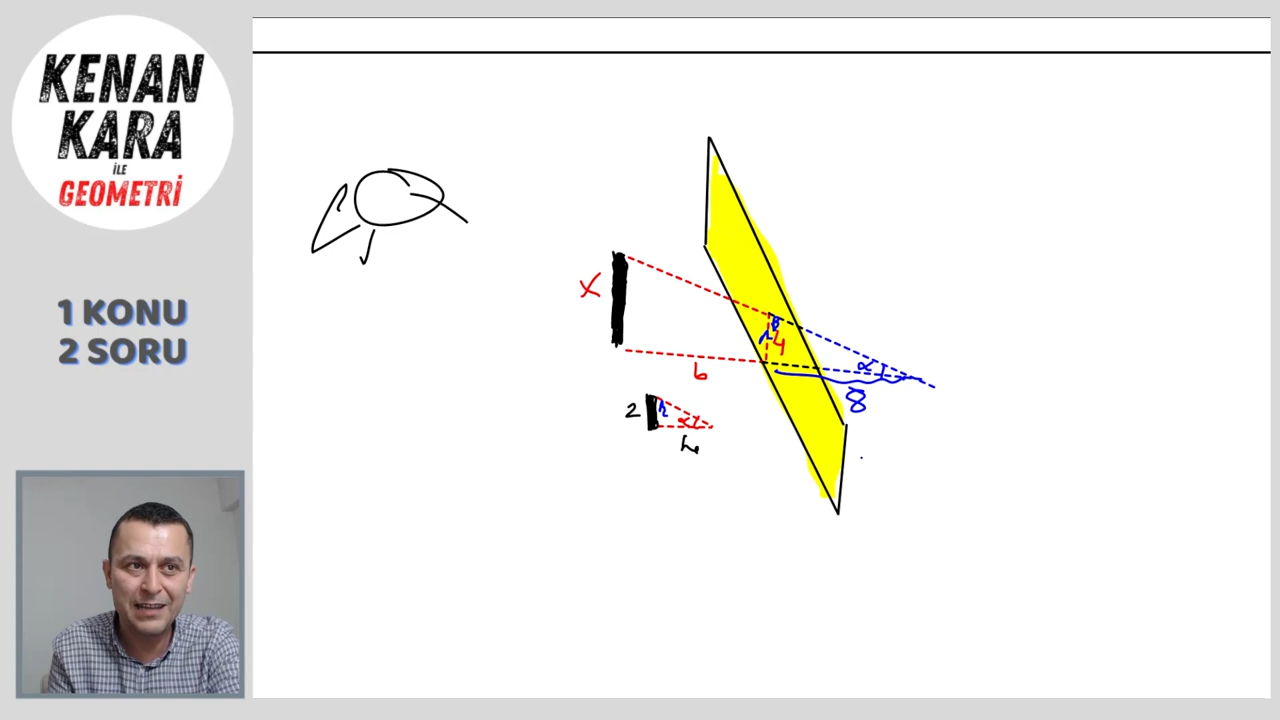 KENAN
KARA
İLE
GEOMETRİ
1 KONU
2 SORU
X
4
6
α
8
2
α